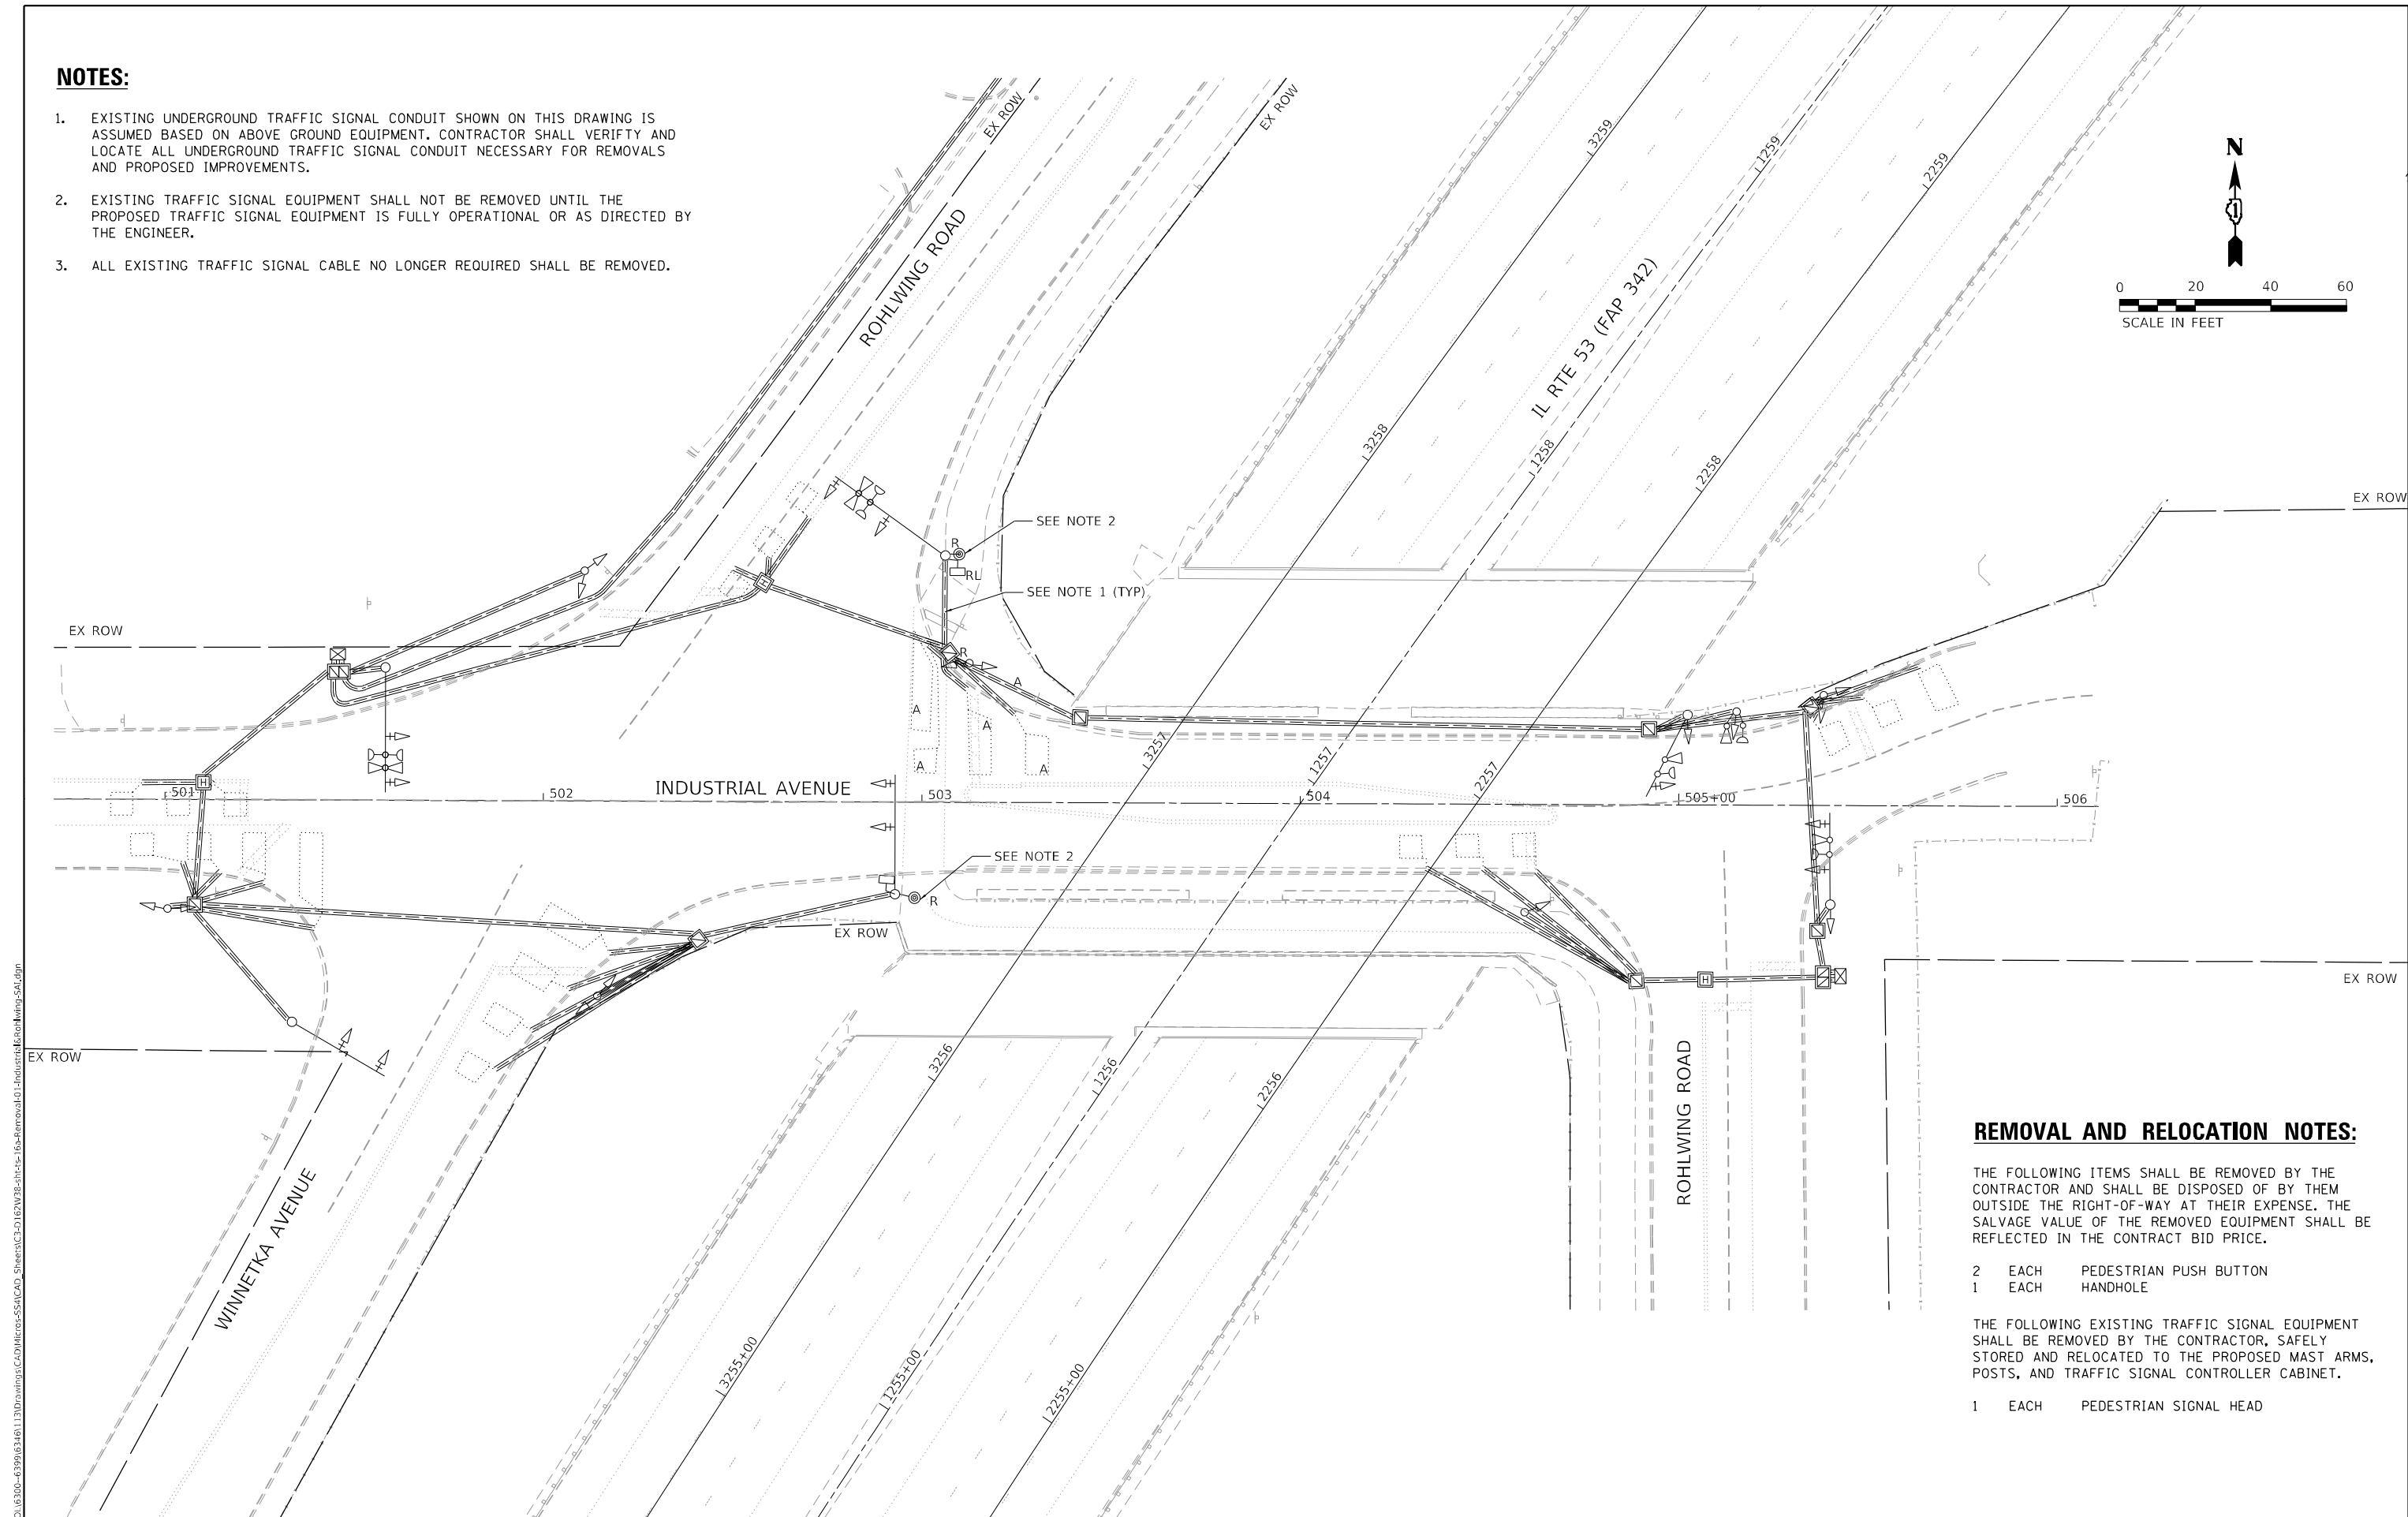 NOTES:
1. EXISTING UNDERGROUND TRAFFIC SIGNAL CONDUIT SHOWN ON THIS DRAWING IS
ASSUMED BASED ON ABOVE GROUND EQUIPMENT. CONTRACTOR SHALL VERIFTY AND
LOCATE ALL UNDERGROUND TRAFFIC SIGNAL CONDUIT NECESSARY FOR REMOVALS
AND PROPOSED IMPROVEMENTS.
2. EXISTING TRAFFIC SIGNAL EQUIPMENT SHALL NOT BE REMOVED UNTIL THE
PROPOSED TRAFFIC SIGNAL EQUIPMENT IS FULLY OPERATIONAL OR AS DIRECTED BY
THE ENGINEER.
3. ALL EXISTING TRAFFIC SIGNAL CABLE NO LONGER REQUIRED SHALL BE REMOVED.
EX ROW
EX ROW
ROHLWING ROAD
3259
1259
2259
N
1
0 20 40 60
SCALE IN FEET
IL RTE 53 (FAP 342)
3258
1258
2258
EX ROW
SEE NOTE 2
R
RL
SEE NOTE 1 (TYP)
EX ROW
H
R
A
A
A
A
A
H
3257
1257
2257
INDUSTRIAL AVENUE
501
502
503
504
505+00
506
SEE NOTE 2
R
EX ROW
H
EX ROW
EX ROW
3256
1256
2256
WINNETKA AVENUE
ROHLWING ROAD
3255+00
1255+00
2255+00
REMOVAL AND RELOCATION NOTES:
THE FOLLOWING ITEMS SHALL BE REMOVED BY THE
CONTRACTOR AND SHALL BE DISPOSED OF BY THEM
OUTSIDE THE RIGHT-OF-WAY AT THEIR EXPENSE. THE
SALVAGE VALUE OF THE REMOVED EQUIPMENT SHALL BE
REFLECTED IN THE CONTRACT BID PRICE.
2 EACH PEDESTRIAN PUSH BUTTON
1 EACH HANDHOLE
THE FOLLOWING EXISTING TRAFFIC SIGNAL EQUIPMENT
SHALL BE REMOVED BY THE CONTRACTOR, SAFELY
STORED AND RELOCATED TO THE PROPOSED MAST ARMS,
POSTS, AND TRAFFIC SIGNAL CONTROLLER CABINET.
1 EACH PEDESTRIAN SIGNAL HEAD